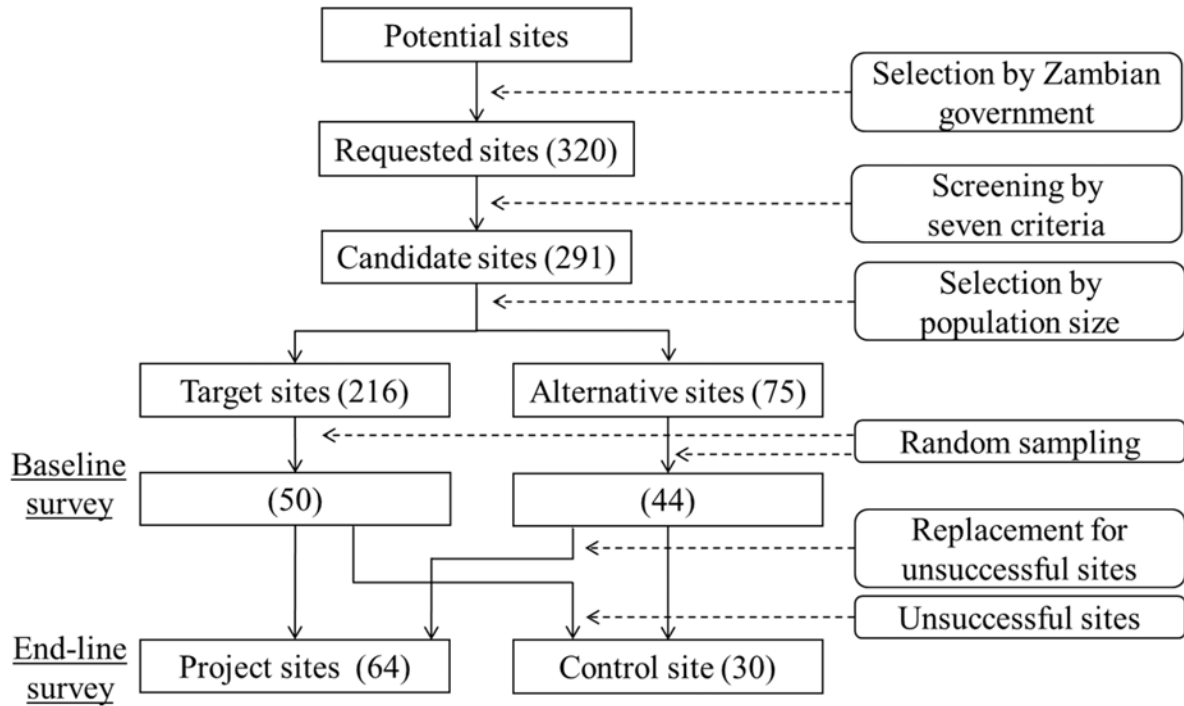 Potential sites
Selection by Zambian
government
Requested sites (320)
Screening by
seven criteria
Candidate sites (291)
Selection by
population size
Target sites (216)
Alternative sites (75)
Random sampling
Baseline
survey
(50)
(44)
Replacement for
unsuccessful sites
Unsuccessful sites
End-line
survey
Project sites (64)
Control site (30)